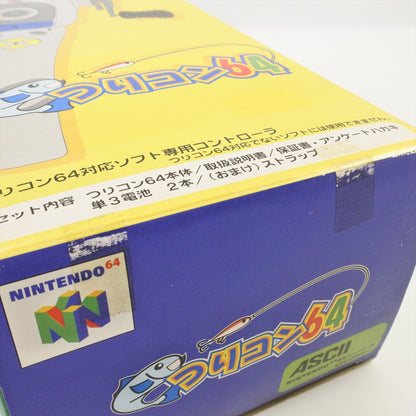 つりコン64
リコン64対応ソフト専用コントローラ
つりコン64対応でないソフトには使用できません。
セット内容 つりコン64本体/取扱説明書/保証書・アンケートハガキ
単3電池 2本/(おまけ)ストラップ
NINTENDO 64
つりコン64
ASCII